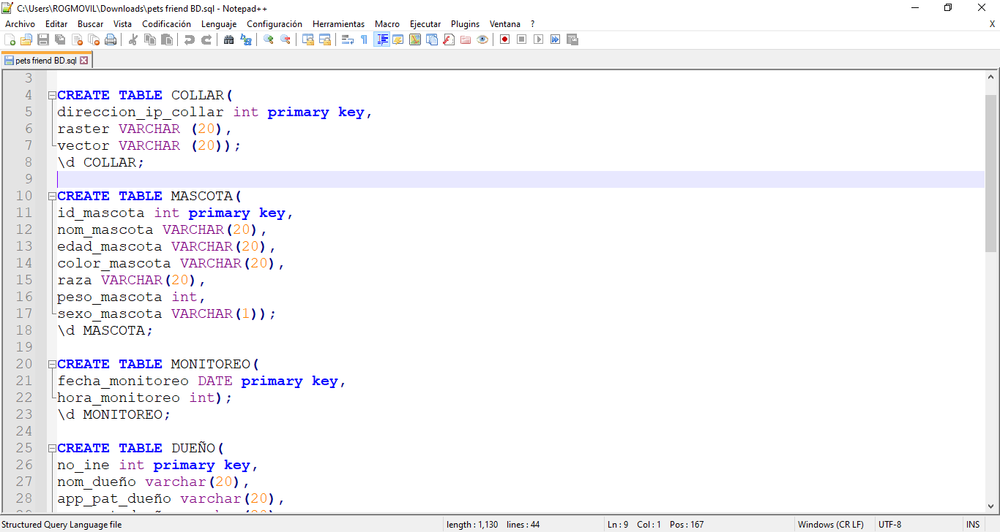 C:\Users\ROGMOVIL\Downloads\pets friend BD.sql - Notepad++
Archivo Editar Buscar Vista Codificación Lenguaje Configuración Herramientas Macro Ejecutar Plugins Ventana ? X
pets friend BD.sql
3
4 CREATE TABLE COLLAR(
5 direccion_ip_collar int primary key,
6 raster VARCHAR (20),
7 vector VARCHAR (20));
8 \d COLLAR;
9
10 CREATE TABLE MASCOTA(
11 id_mascota int primary key,
12 nom_mascota VARCHAR(20),
13 edad_mascota VARCHAR(20),
14 color_mascota VARCHAR(20),
15 raza VARCHAR(20),
16 peso_mascota int,
17 sexo_mascota VARCHAR(1));
18 \d MASCOTA;
19
20 CREATE TABLE MONITOREO(
21 fecha_monitoreo DATE primary key,
22 hora_monitoreo int);
23 \d MONITOREO;
24
25 CREATE TABLE DUEÑO(
26 no_ine int primary key,
27 nom_dueño varchar(20),
28 app_pat_dueño varchar(20),
Structured Query Language file length : 1,130 lines : 44 Ln : 9 Col : 1 Pos : 167 Windows (CR LF) UTF-8 INS